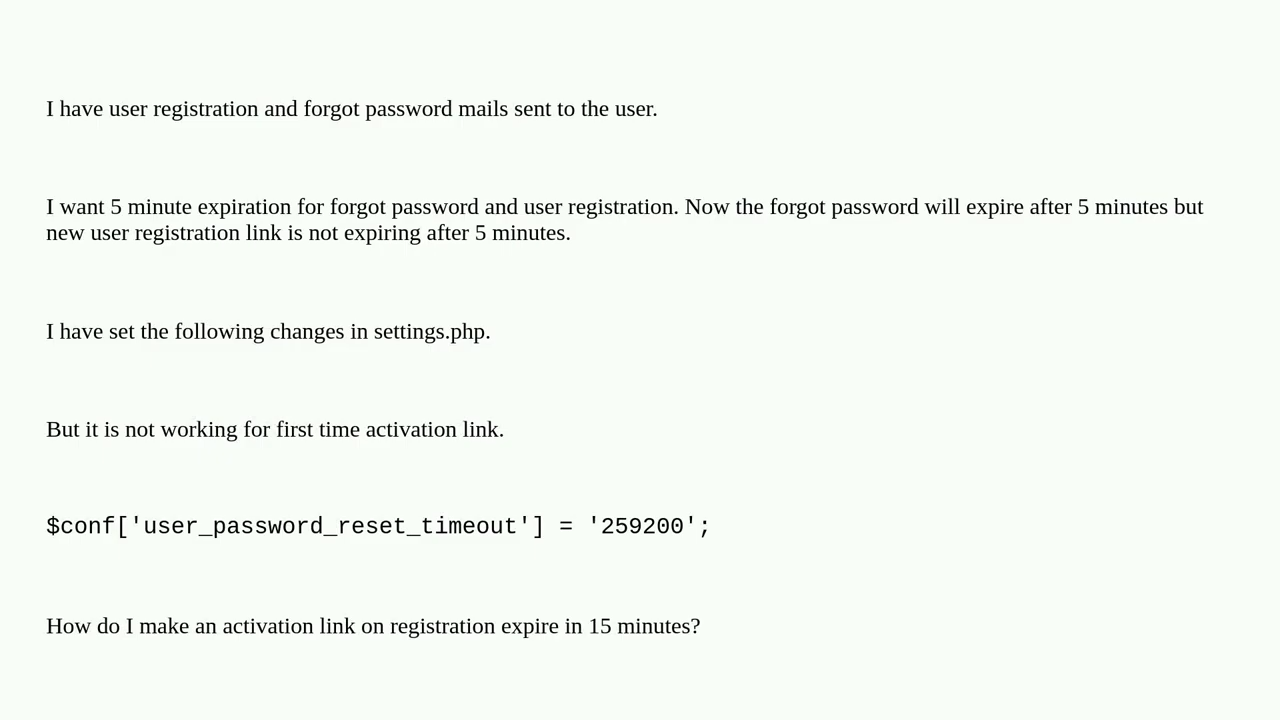 I have user registration and forgot password mails sent to the user.
I want 5 minute expiration for forgot password and user registration. Now the forgot password will expire after 5 minutes but
new user registration link is not expiring after 5 minutes.
I have set the following changes in settings.php.
But it is not working for first time activation link.
$conf['user_password_reset_timeout'] = '259200';
How do I make an activation link on registration expire in 15 minutes?